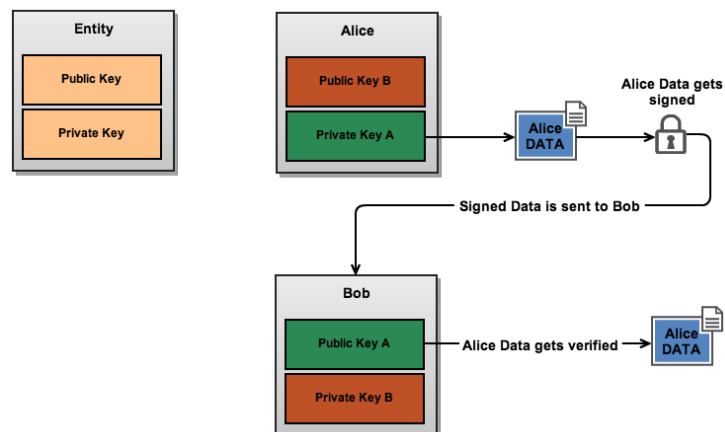 Entity
Public Key
Private Key
Alice
Public Key B
Private Key A
Alice
DATA
Alice Data gets
signed
Signed Data is sent to Bob
Bob
Public Key A
Private Key B
Alice Data gets verified
Alice
DATA